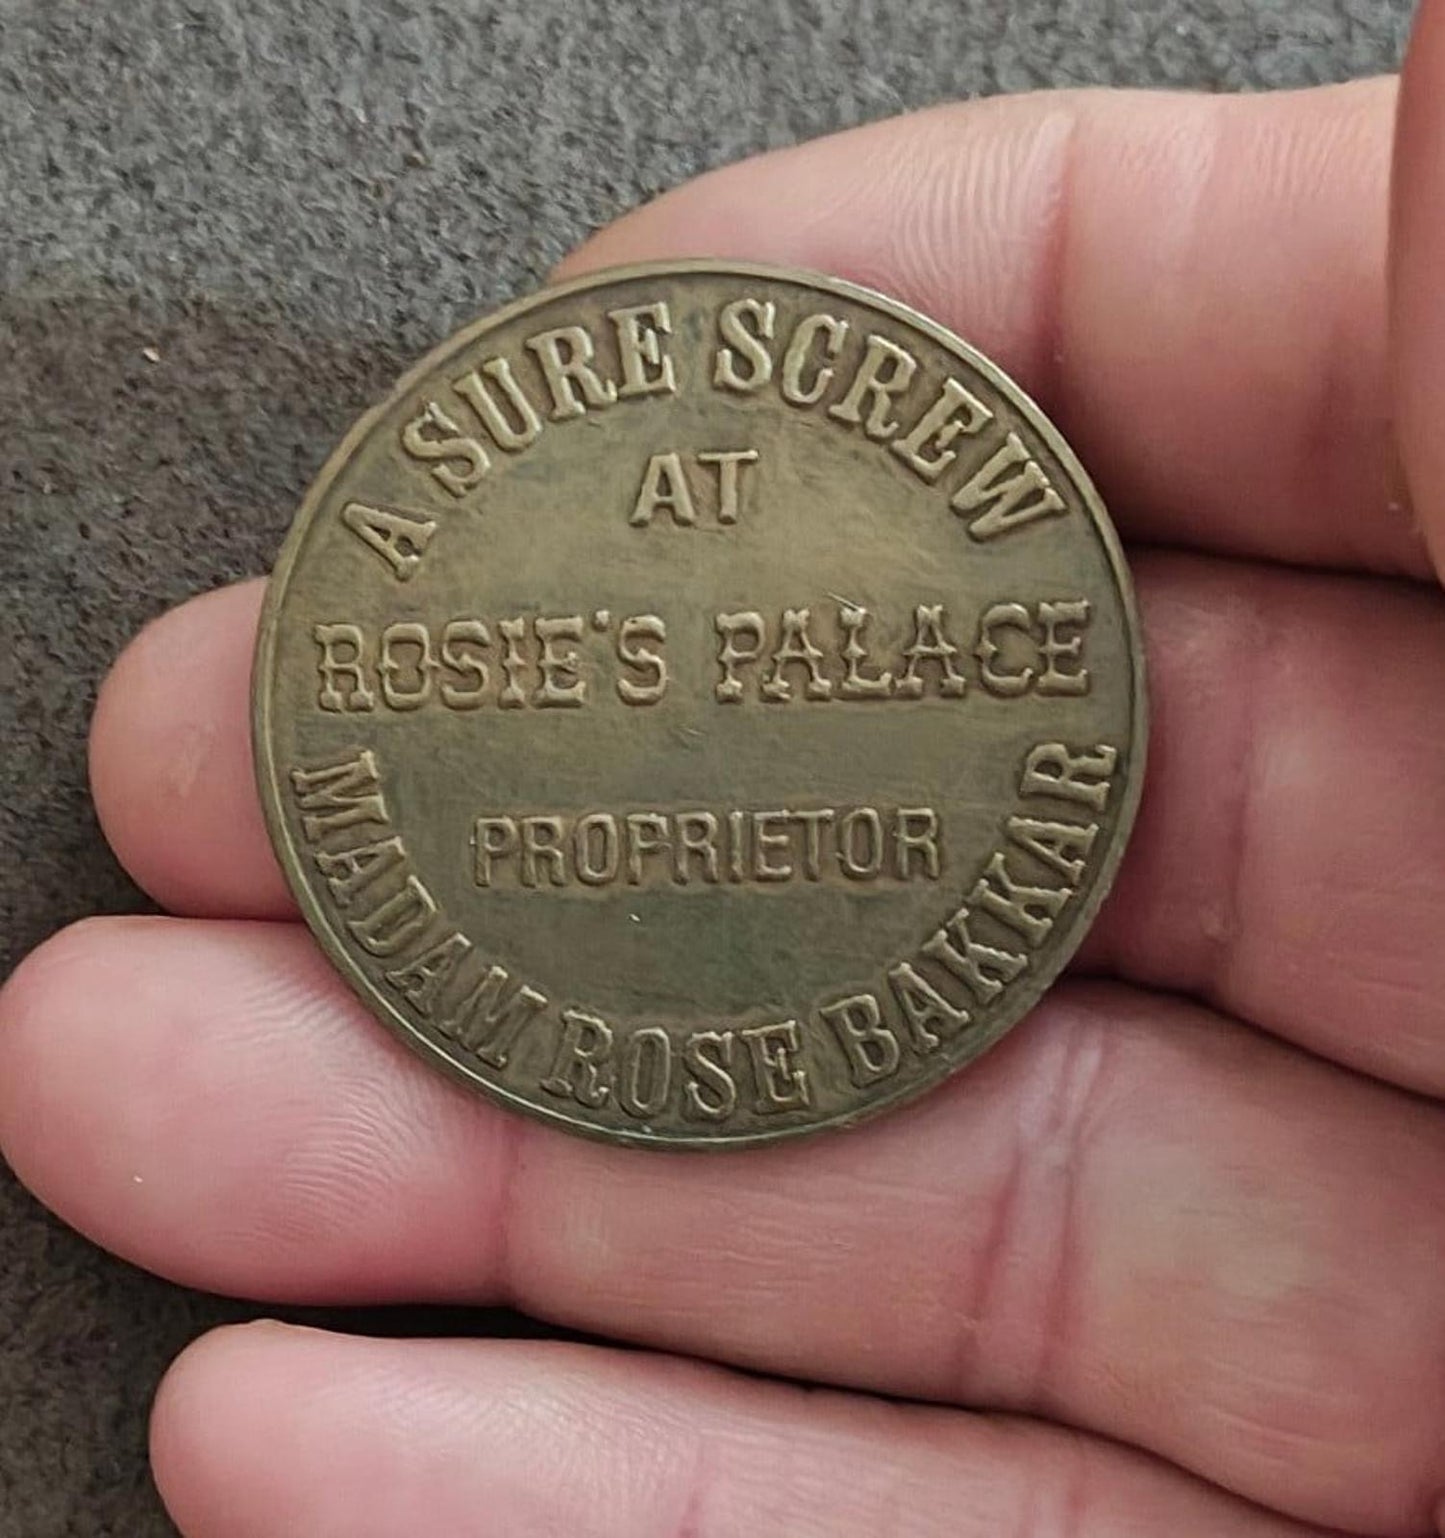 A SURE SCREW
AT
ROSIE'S PALACE
PROPRIETOR
MADAM ROSE BAKKAR